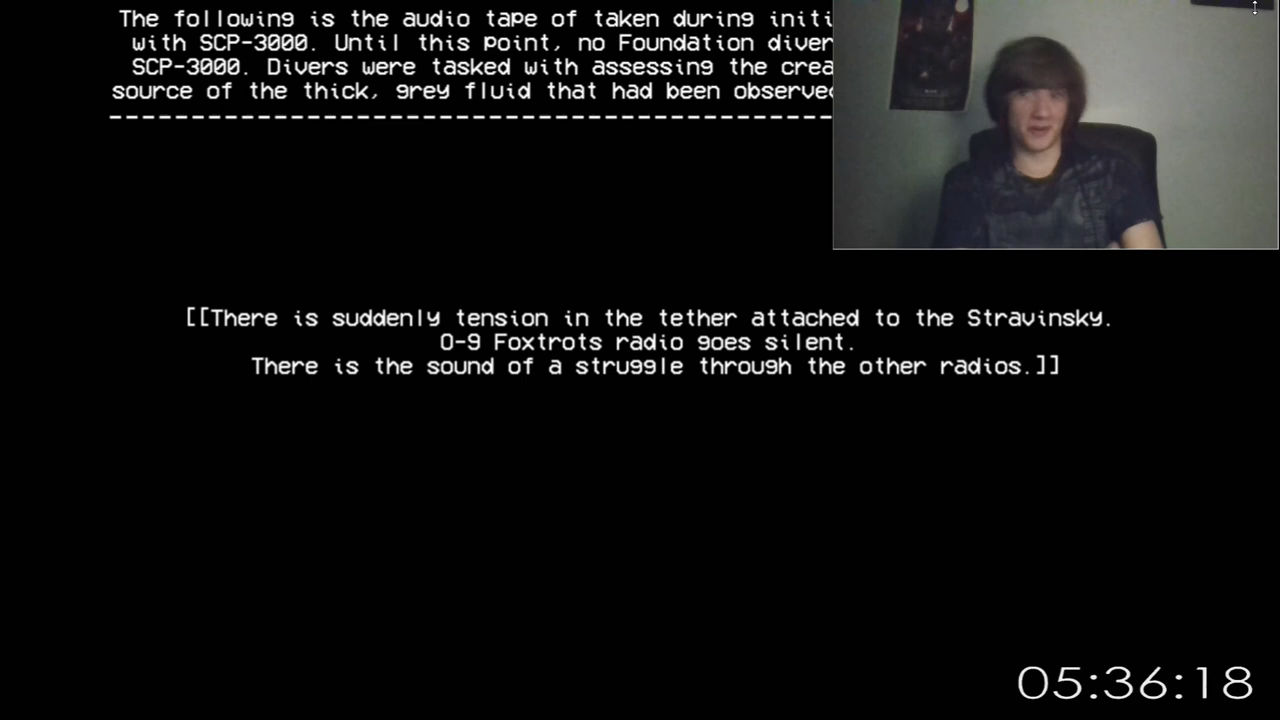 The following is the audio tape of taken during initi
with SCP-3000. Until this point, no Foundation diver
SCP-3000. Divers were tasked with assessing the crea
source of the thick, grey fluid that had been observe
[[There is suddenly tension in the tether attached to the Stravinsky.
O-9 Foxtrots radio goes silent.
There is the sound of a struggle through the other radios.]]
05:36:18